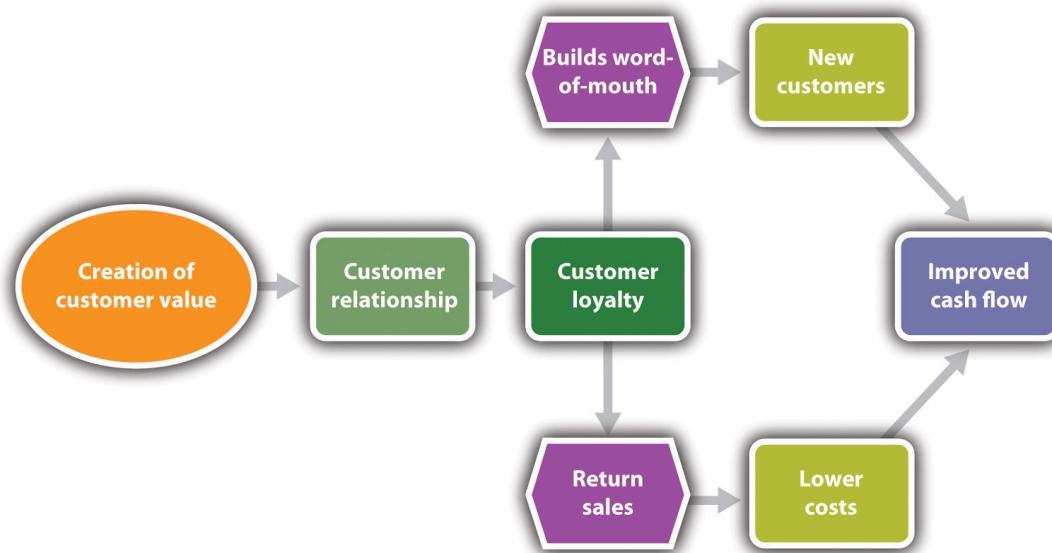 Builds word-
of-mouth
New
customers
Creation of
customer value
Customer
relationship
Customer
loyalty
Improved
cash flow
Return
sales
Lower
costs